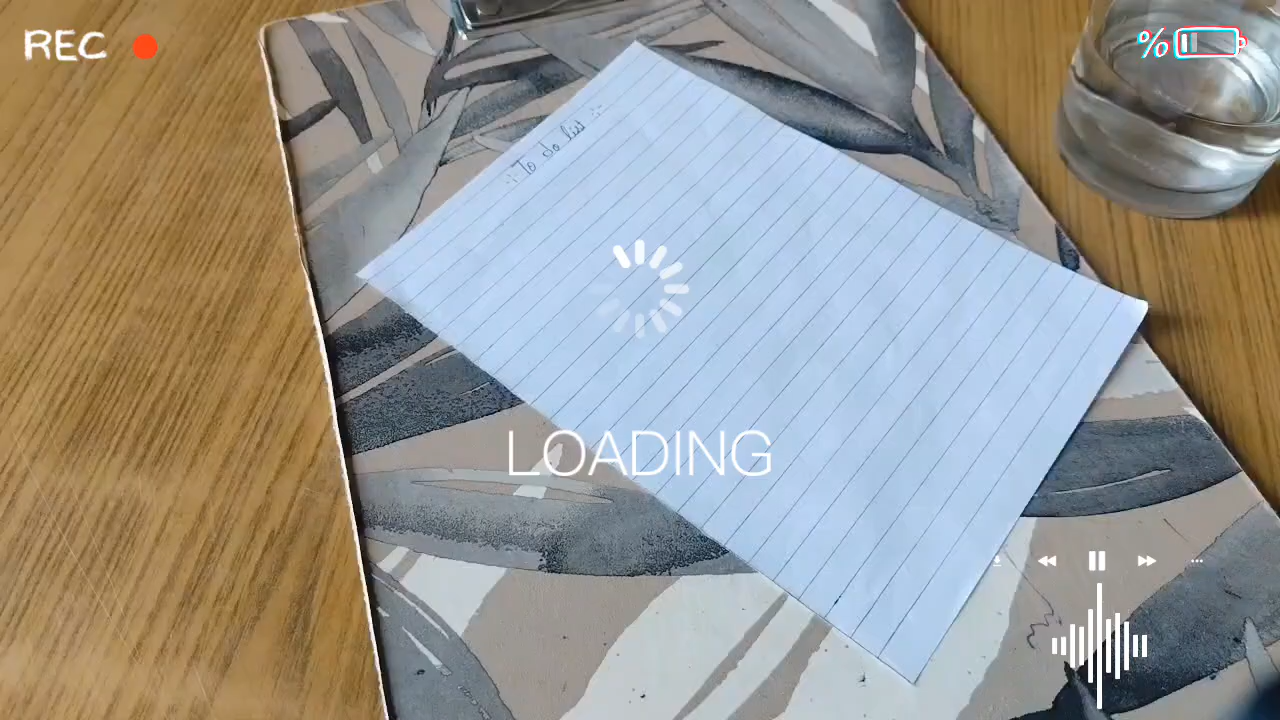 REC
%
:- To do list :-
LOADING